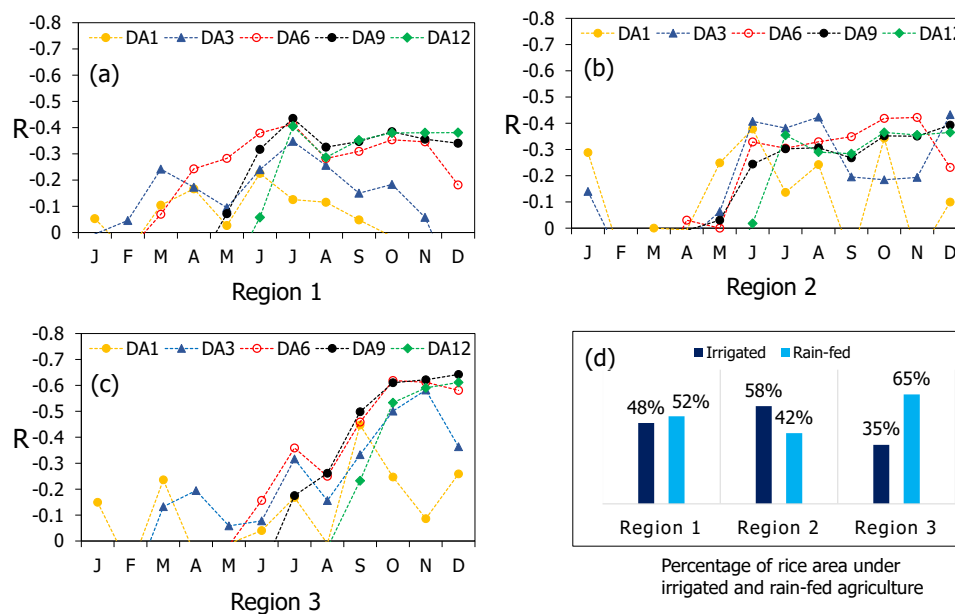 -0.8
-0.7
-0.6
-0.5
-0.4
-0.3
-0.2
-0.1
0
R
DA1 DA3 DA6 DA9 DA12
(a)
J F M A M J J A S O N D
Region 1
-0.8
-0.7
-0.6
-0.5
-0.4
-0.3
-0.2
-0.1
0
R
DA1 DA3 DA6 DA9 DA12
(b)
J F M A M J J A S O N D
Region 2
-0.8
-0.7
-0.6
-0.5
-0.4
-0.3
-0.2
-0.1
0
R
DA1 DA3 DA6 DA9 DA12
(c)
J F M A M J J A S O N D
Region 3
(d)
Irrigated Rain-fed
48% 52% 58% 42% 35% 65%
Region 1 Region 2 Region 3
Percentage of rice area under
irrigated and rain-fed agriculture